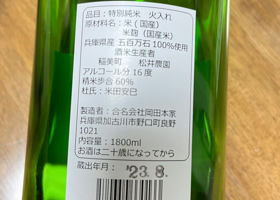 品目:特別純米　火入れ
原材料名:米(国産)
米麹(国産米)
兵庫県産 五百万石100%使用
酒米生産者
稲美町　松井農園
アルコール分16度
精米歩合 60%
杜氏:米田安巳
製造者:合名会社岡田本家
兵庫県加古川市野口町良野
1021
内容量:1800ml
お酒は二十歳になってから
蔵出年月: '23.8.